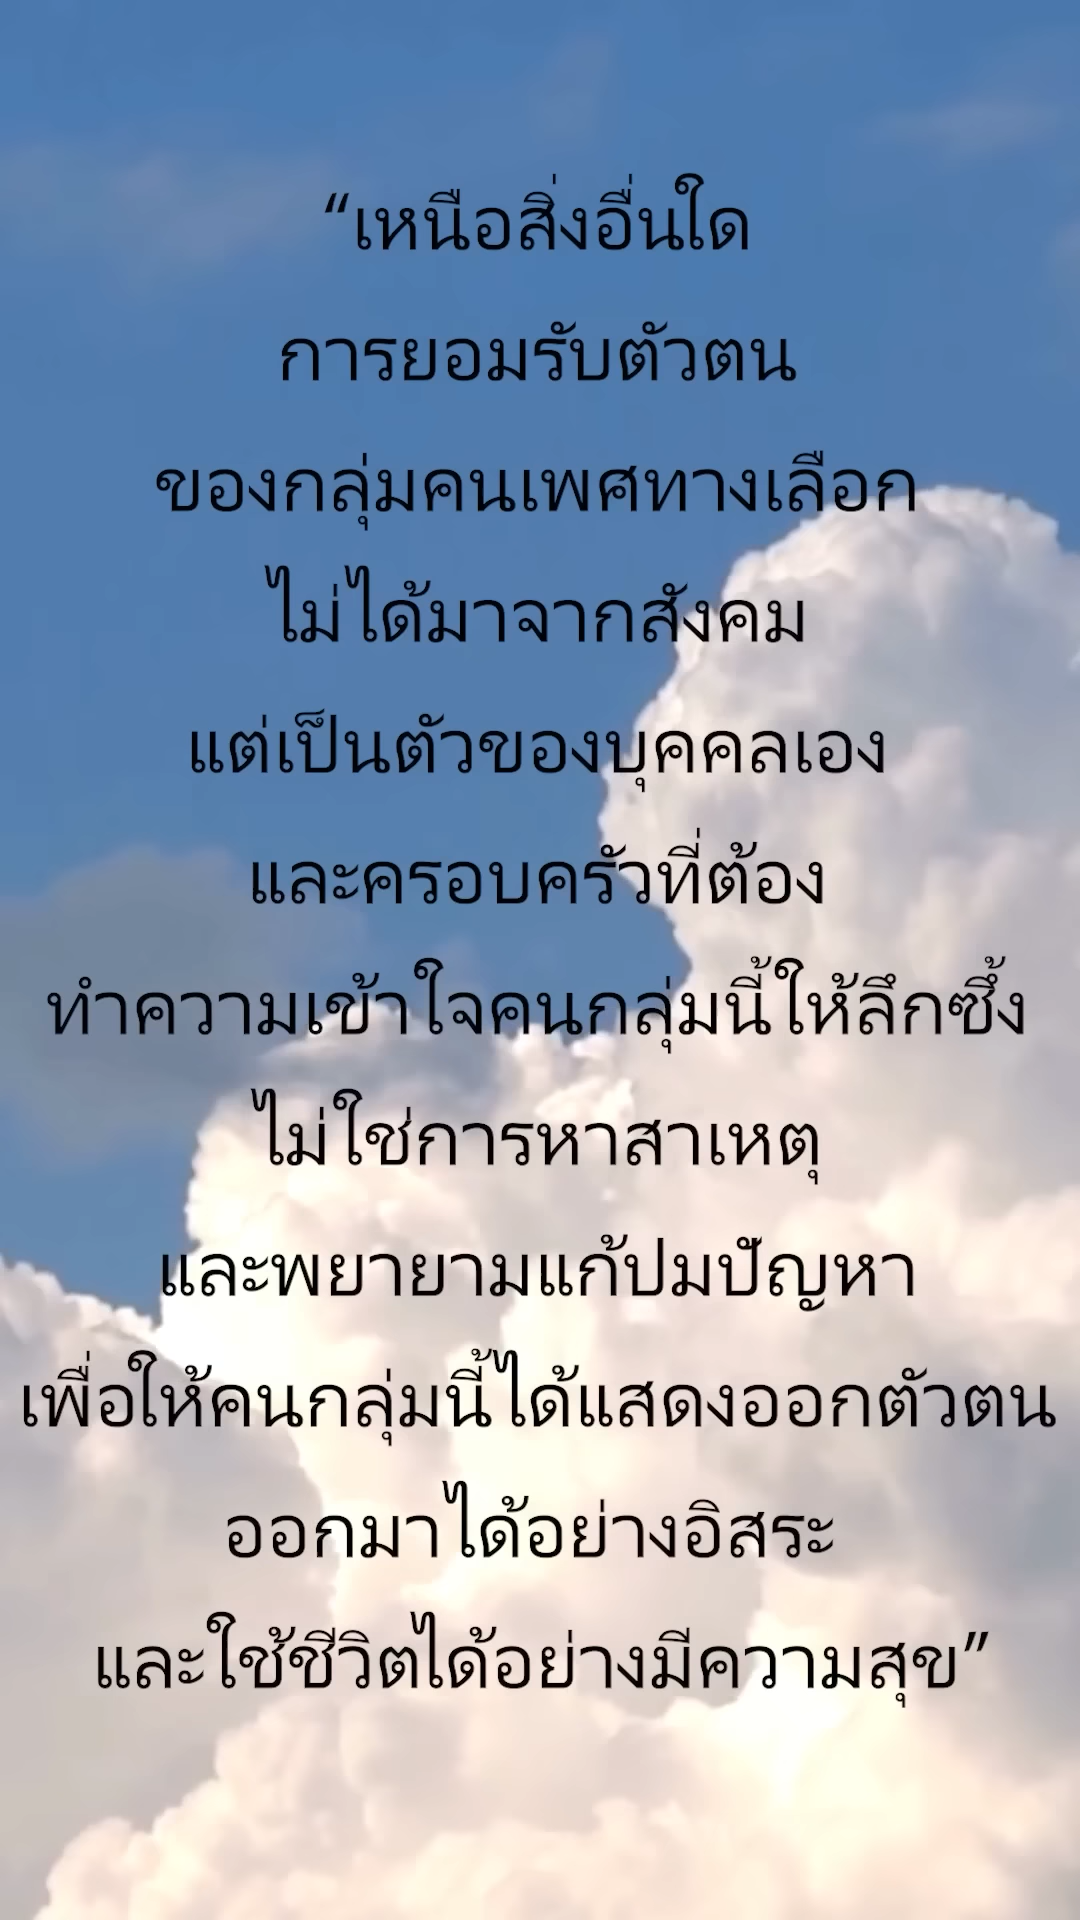 “เหนือสิ่งอื่นใด
การยอมรับตัวตน
ของกลุ่มคนเพศทางเลือก
ไม่ได้มาจากสังคม
แต่เป็นตัวของบุคคลเอง
และครอบครัวที่ต้อง
ทำความเข้าใจคนกลุ่มนี้ให้ลึกซึ้ง
ไม่ใช่การหาสาเหตุ
และพยายามแก้ปมปัญหา
เพื่อให้คนกลุ่มนี้ได้แสดงออกตัวตน
ออกมาได้อย่างอิสระ
และใช้ชีวิตได้อย่างมีความสุข”